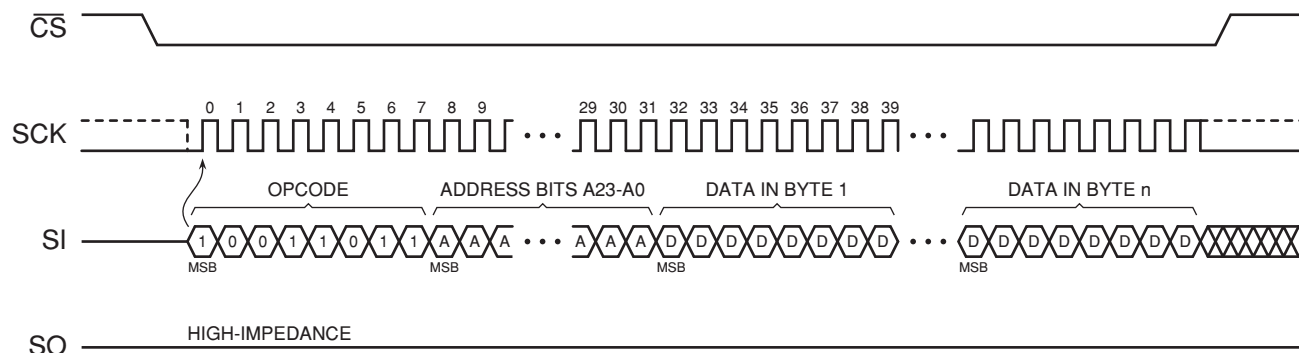 CS
0 1 2 3 4 5 6 7 8 9 29 30 31 32 33 34 35 36 37 38 39
SCK
OPCODE ADDRESS BITS A23-A0 DATA IN BYTE 1 DATA IN BYTE n
SI 1 0 0 1 1 0 1 1 A A A A A A D D D D D D D D D D D D D D D D
MSB MSB MSB MSB
HIGH-IMPEDANCE
SO